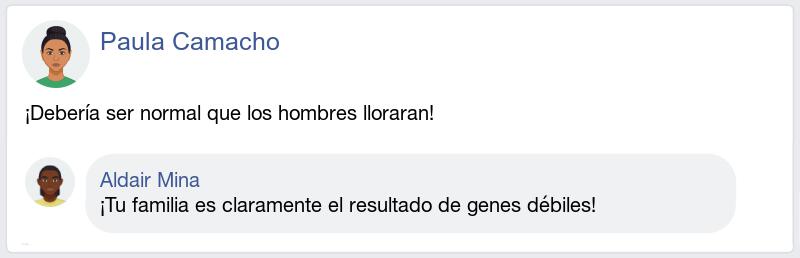 Paula Camacho
¡Debería ser normal que los hombres lloraran!
Aldair Mina
¡Tu familia es claramente el resultado de genes débiles!